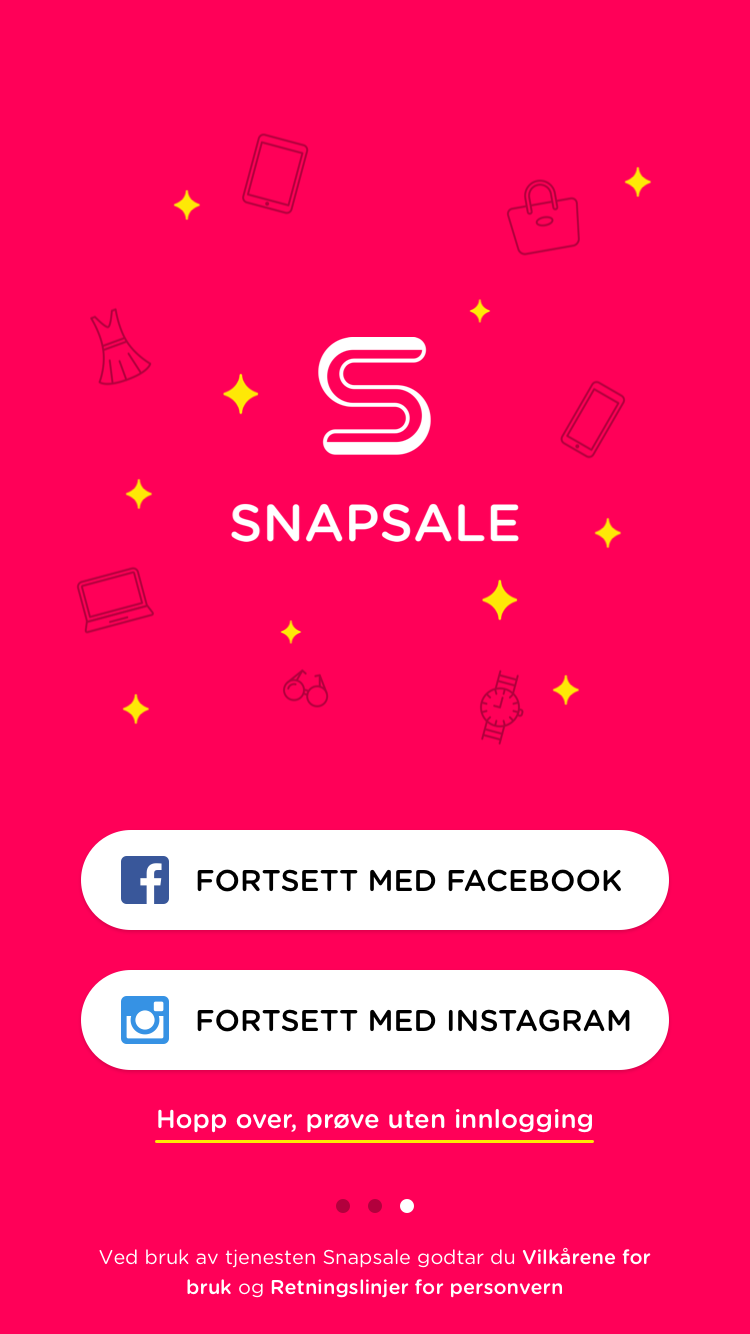 SNAPSALE
FORTSETT MED FACEBOOK
FORTSETT MED INSTAGRAM
Hopp over, prøve uten innlogging
Ved bruk av tjenesten Snapsale godtar du Vilkårene for
bruk og Retningslinjer for personvern